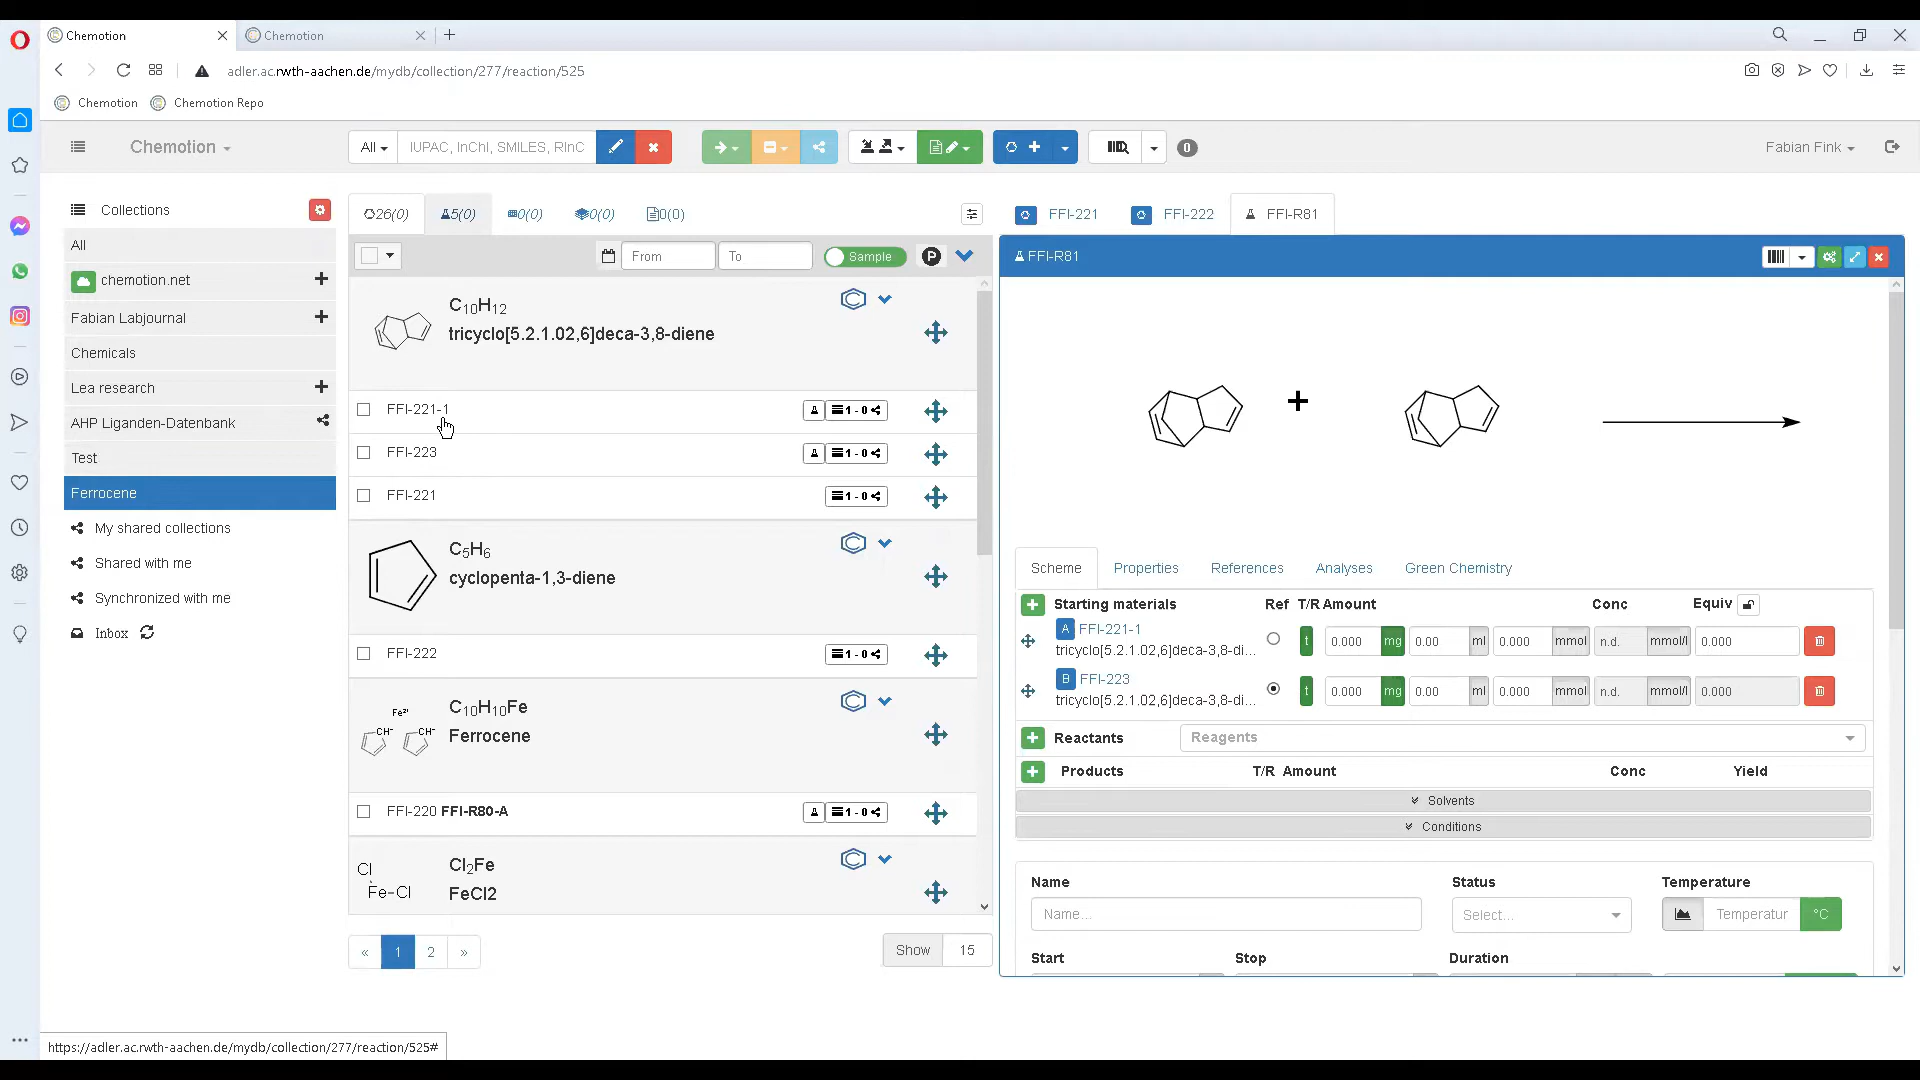 Chemotion
Chemotion
adler.ac.rwth-aachen.de/mydb/collection/277/reaction/525
Chemotion
Chemotion Repo
Chemotion
All
IUPAC, InChI, SMILES, RInC
0
Fabian Fink
Collections
All
chemotion.net
Fabian Labjournal
Chemicals
Lea research
AHP Liganden-Datenbank
Test
Ferrocene
My shared collections
Shared with me
Synchronized with me
Inbox
26(0)
5(0)
0(0)
0(0)
0(0)
From
To
Sample
P
C10H12
tricyclo[5.2.1.02,6]deca-3,8-diene
FFI-221-1
1 - 0
FFI-223
1 - 0
FFI-221
1 - 0
C5H6
cyclopenta-1,3-diene
FFI-222
1 - 0
Fe2+
CH-
CH-
C10H10Fe
Ferrocene
FFI-220 FFI-R80-A
1 - 0
Cl
Fe-Cl
Cl2Fe
FeCl2
« 1 2 »
Show 15
FFI-221
FFI-222
FFI-R81
FFI-R81
+
Scheme
Properties
References
Analyses
Green Chemistry
Starting materials Ref T/R Amount Conc Equiv
A FFI-221-1
tricyclo[5.2.1.02,6]deca-3,8-di...
t 0.000 mg 0.00 ml 0.000 mmol n.d. mmol/l 0.000
B FFI-223
tricyclo[5.2.1.02,6]deca-3,8-di...
t 0.000 mg 0.00 ml 0.000 mmol n.d. mmol/l 0.000
Reactants Reagents
Products T/R Amount Conc Yield
Solvents
Conditions
Name
Name...
Status
Select...
Temperature
Temperatur °C
Start
Stop
Duration
https://adler.ac.rwth-aachen.de/mydb/collection/277/reaction/525#